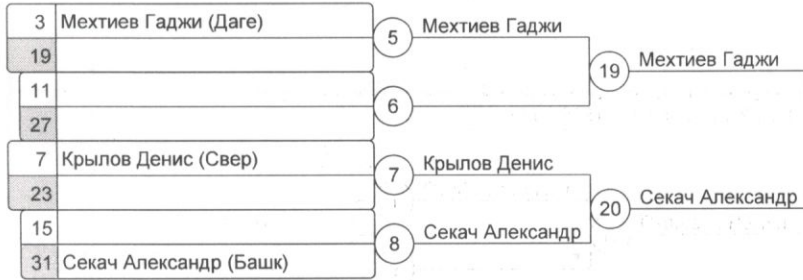 3 Мехтиев Гаджи (Даге)
5 Мехтиев Гаджи
19
19 Мехтиев Гаджи
11
6
27
7 Крылов Денис (Свер)
7 Крылов Денис
23
20 Секач Александр
15
8 Секач Александр
31 Секач Александр (Башк)